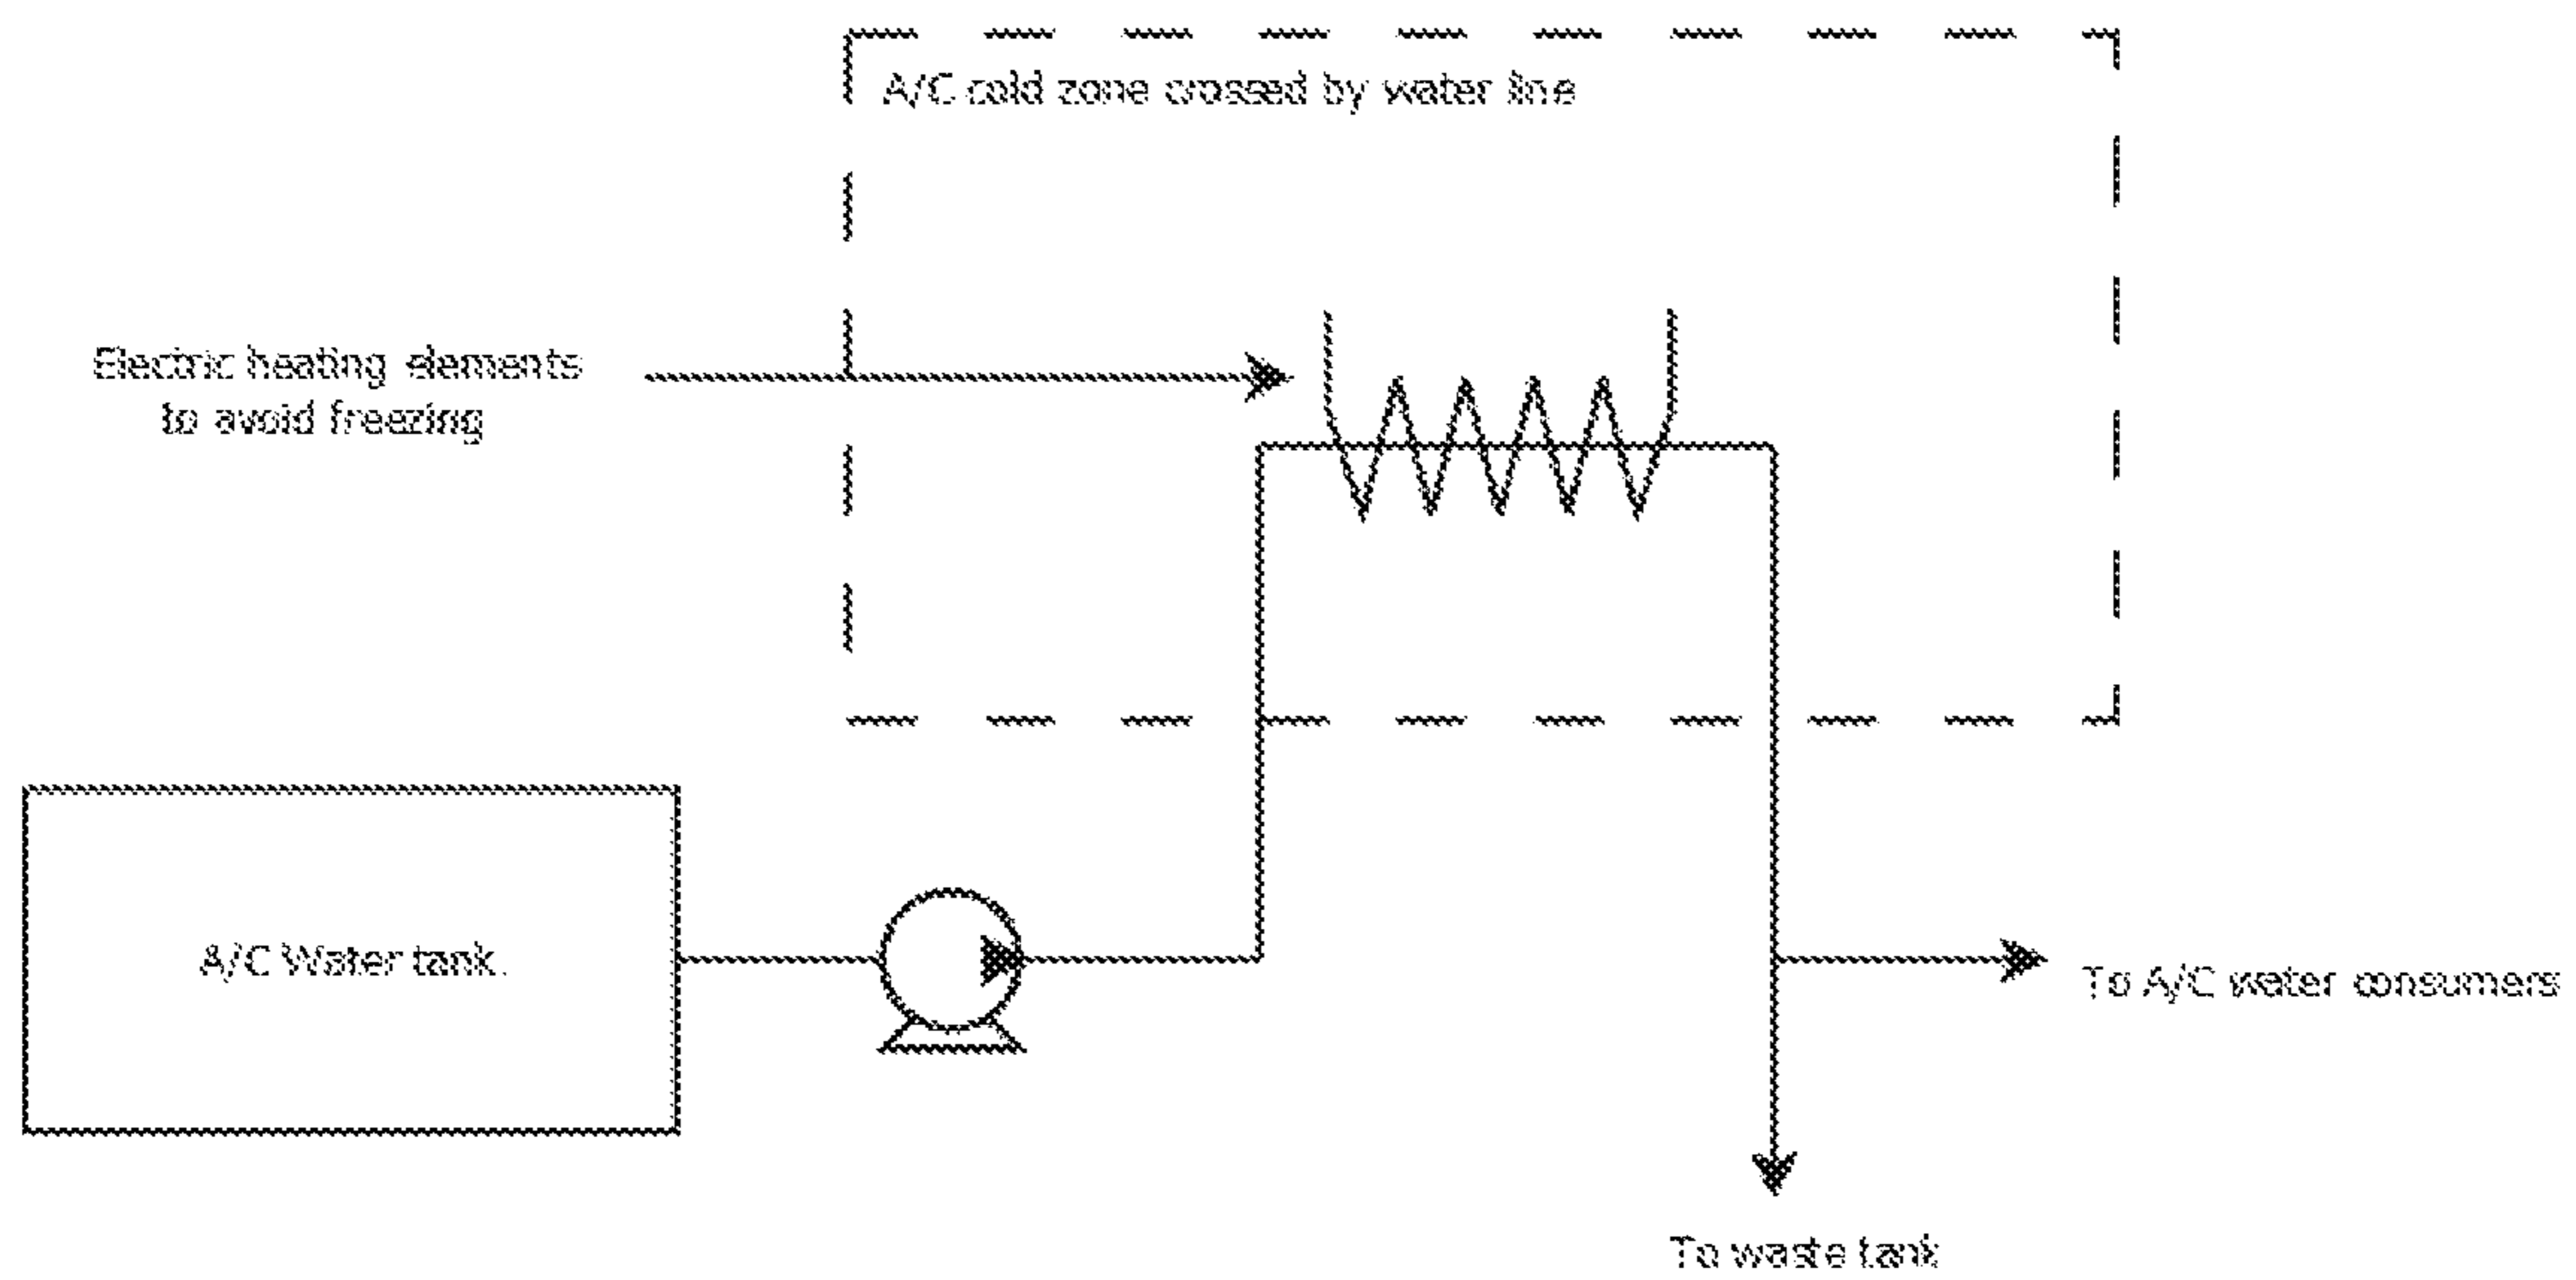 A/C cold zone crossed by water line
Electric heating elements
to avoid freezing
A/C Water tank
To A/C water consumers
To waste tank